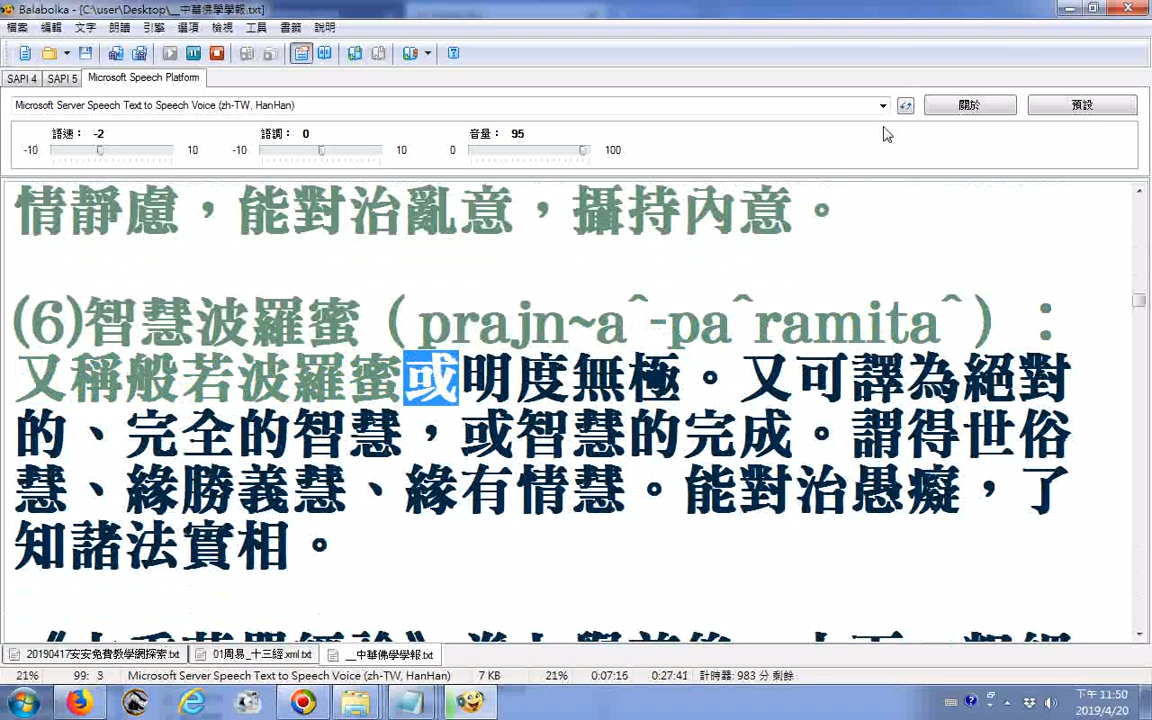 Balabolka - [C:\user\Desktop\__中華佛學學報.txt]
檔案 編輯 文字 朗讀 引擎 選項 檢視 工具 書籤 說明
SAPI 4 SAPI 5 Microsoft Speech Platform
Microsoft Server Speech Text to Speech Voice (zh-TW, HanHan) 關於 預設
語速： -2 語調： 0 音量： 95
-10 10 -10 10 0 100
情靜慮，能對治亂意，攝持內意。
(6)智慧波羅蜜（prajn~aˆ-paˆramitaˆ）：
又稱般若波羅蜜或明度無極。又可譯為絕對
的、完全的智慧，或智慧的完成。謂得世俗
慧、緣勝義慧、緣有情慧。能對治愚癡，了
知諸法實相。
20190417安安免費教學網探索.txt 01周易_十三經.xml.txt __中華佛學學報.txt
21% 99: 3 Microsoft Server Speech Text to Speech Voice (zh-TW, HanHan) 7 KB 21% 0:07:16 0:27:41 計時器: 983 分 剩餘
下午 11:50
2019/4/20